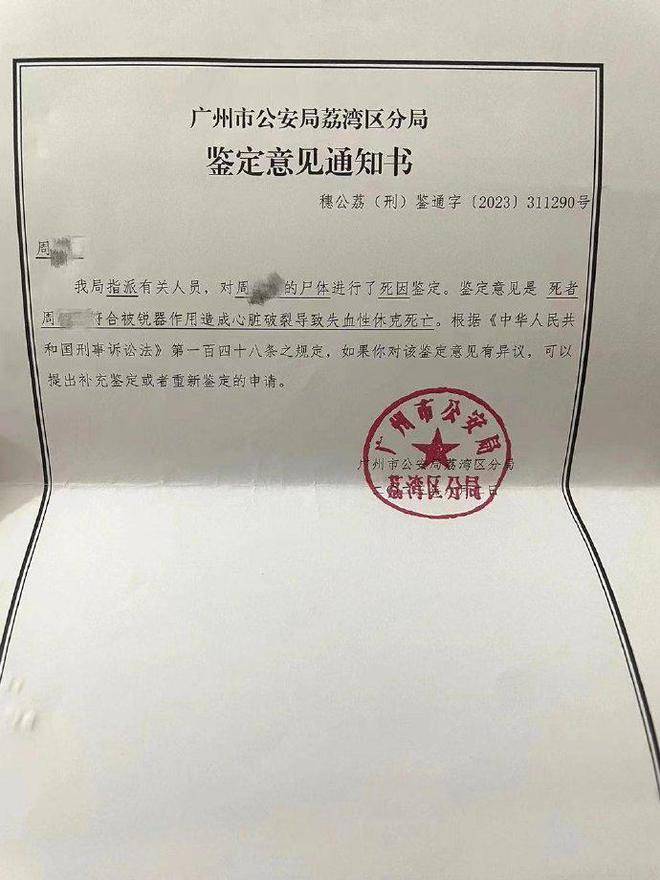 广州市公安局荔湾区分局
鉴定意见通知书
穗公荔（刑）鉴通字〔2023〕311290号
周
我局指派有关人员，对周的尸体进行了死因鉴定。鉴定意见是 死者
周符合被锐器作用造成心脏破裂导致失血性休克死亡。根据《中华人民共
和国刑事诉讼法》第一百四十八条之规定，如果你对该鉴定意见有异议，可以
提出补充鉴定或者重新鉴定的申请。
广州市公安局
广州市公安局荔湾区分局
荔湾区分局